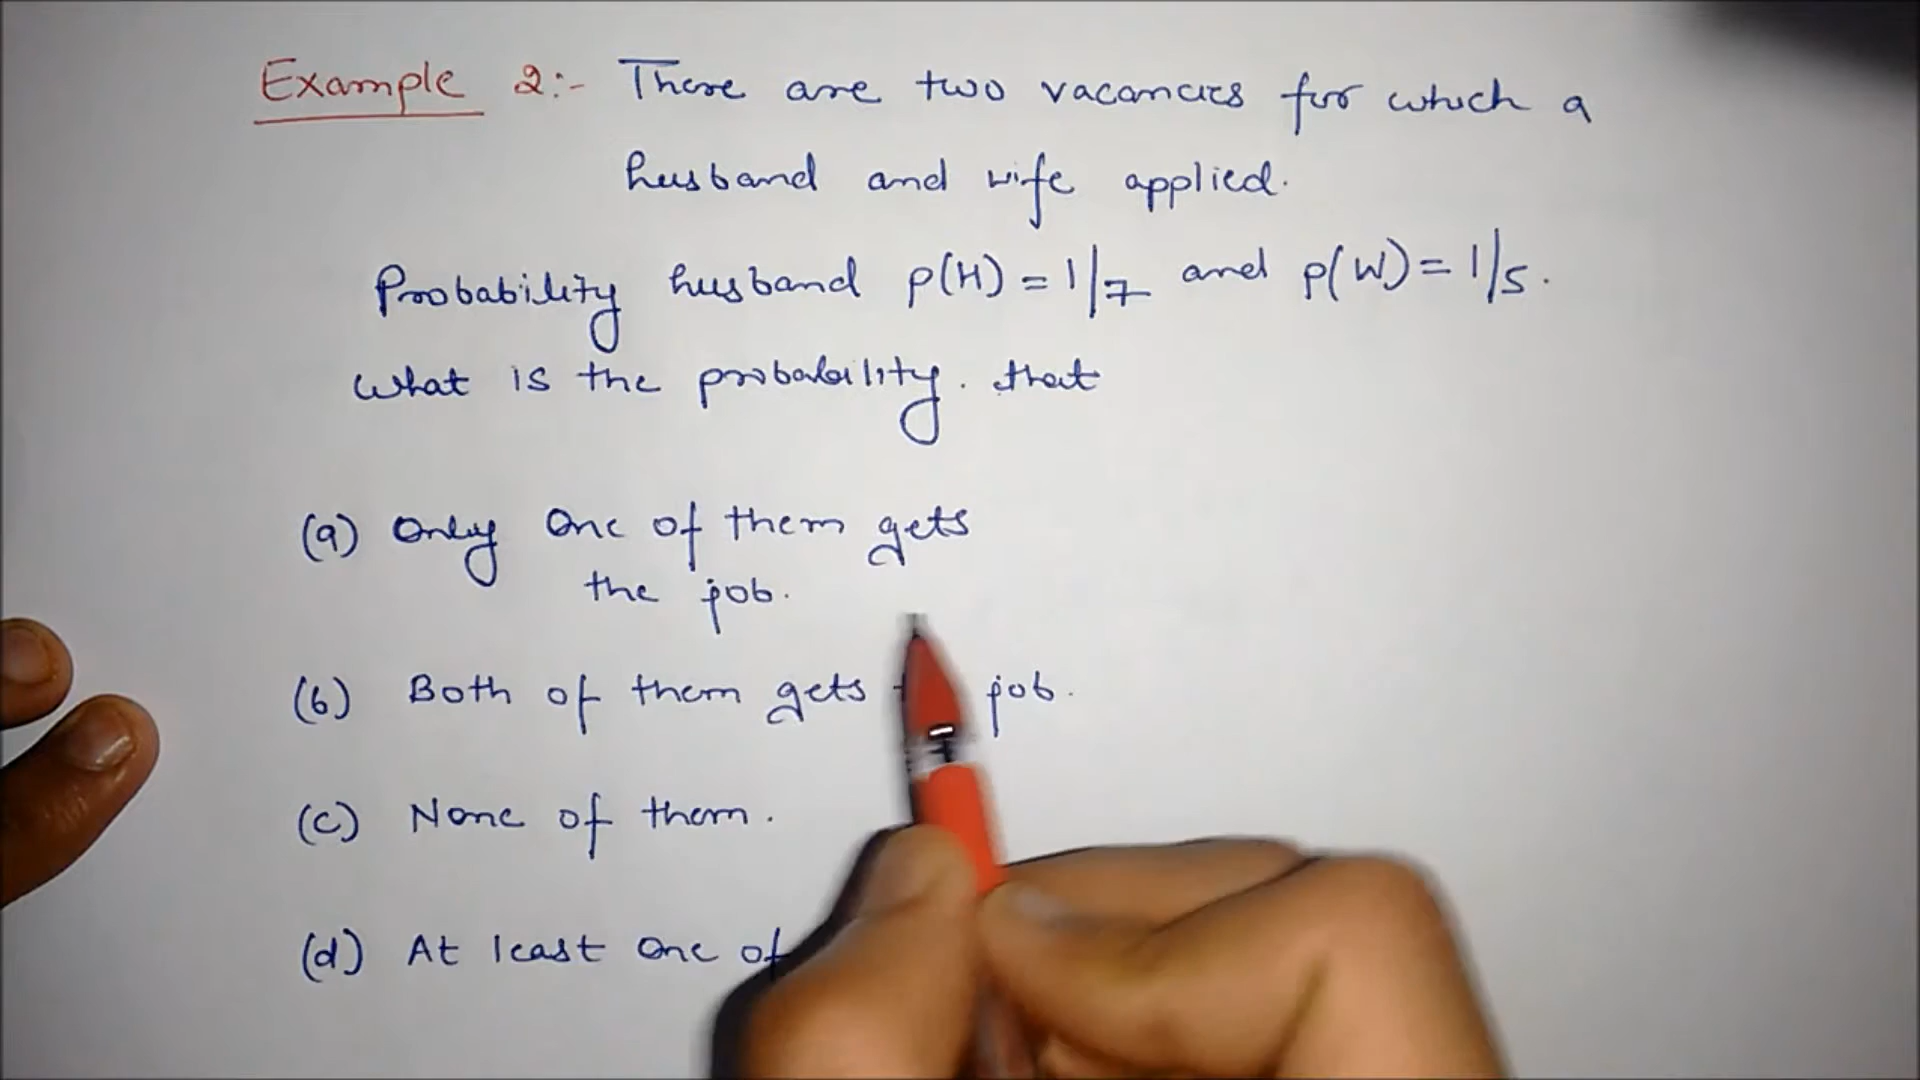 Example 2:- There are two vacancies for which a
husband and wife applied.
Probability husband p(H) = 1/7 and p(W) = 1/5.
What is the probability. that
(a) Only One of them gets
the job.
(b) Both of them gets job.
(c) None of them.
(d) At least One of